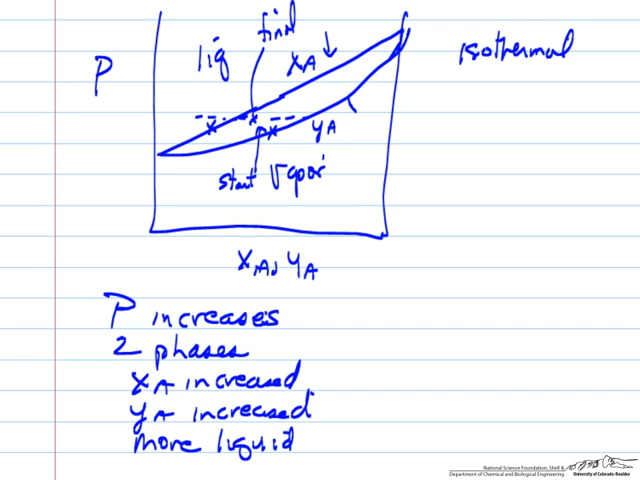 final
liq
xA
isothermal
P
x
x
x
yA
start
Vapor
xA, yA
P increases
2 phases
xA increased
yA increased
more liquid
National Science Foundation, Shell &
Department of Chemical and Biological Engineering
University of Colorado Boulder